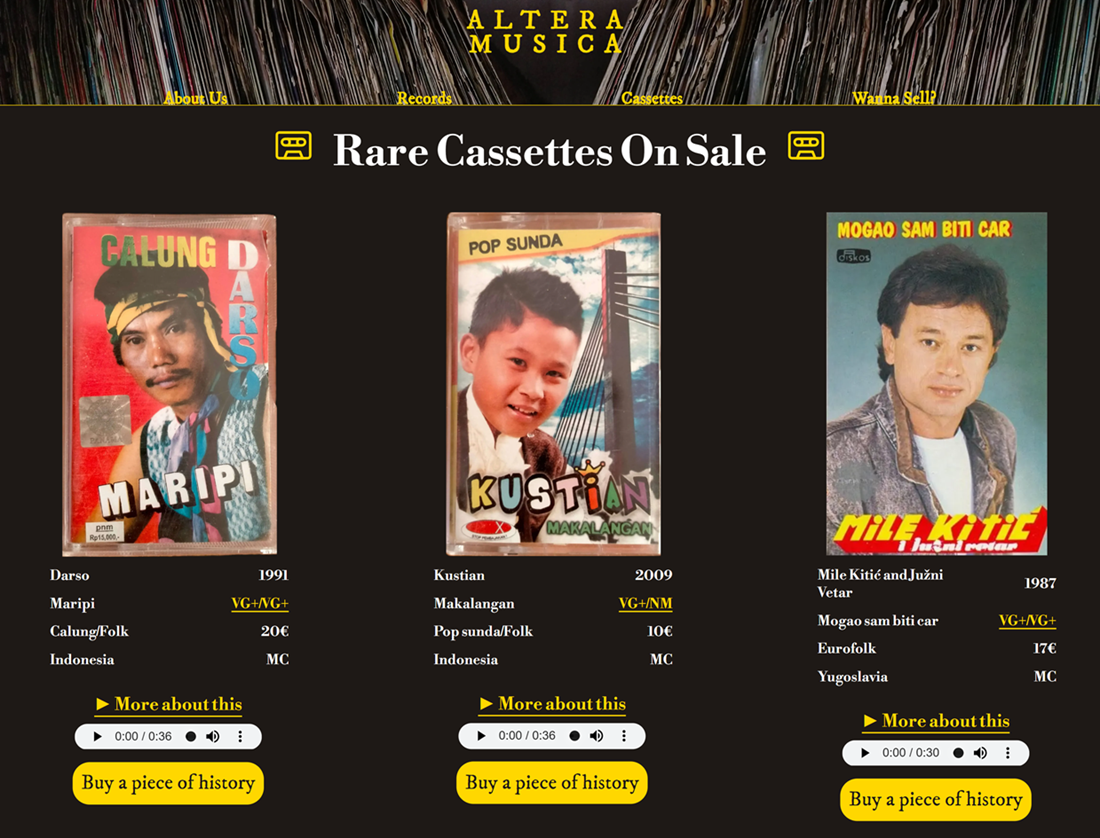 ALTERA
MUSICA
About Us
Records
Cassettes
Wanna Sell?
Rare Cassettes On Sale
CALUNG
DARSO
MARIPI
pnm
Rp15,000,-
POP SUNDA
KUSTIAN
MAKALANGAN
MOGAO SAM BITI CAR
diskos
MILE KITIĆ
i Južni vetar
Darso 1991
Maripi VG+/VG+
Calung/Folk 20€
Indonesia MC
► More about this
0:00 / 0:36
Buy a piece of history
Kustian 2009
Makalangan VG+/NM
Pop sunda/Folk 10€
Indonesia MC
► More about this
0:00 / 0:36
Buy a piece of history
Mile Kitić and Južni
Vetar 1987
Mogao sam biti car VG+/VG+
Eurofolk 17€
Yugoslavia MC
► More about this
0:00 / 0:30
Buy a piece of history